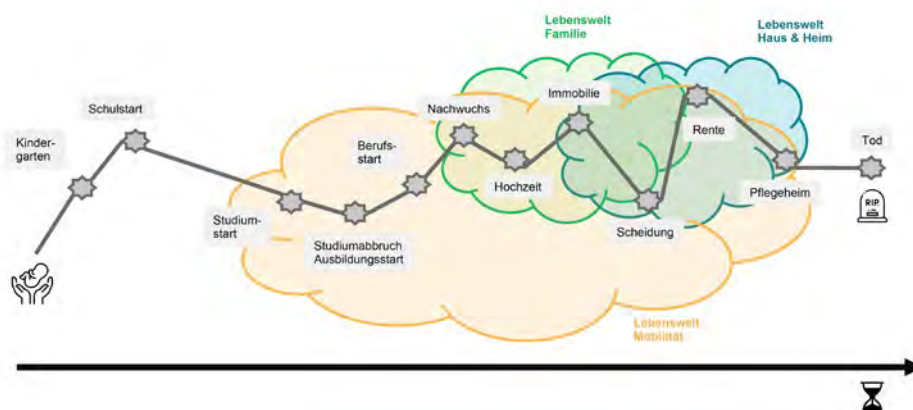 Lebenswelt
Familie
Lebenswelt
Haus & Heim
Kinder-
garten
Schulstart
Studium-
start
Studiumabbruch
Ausbildungsstart
Berufs-
start
Nachwuchs
Hochzeit
Immobilie
Scheidung
Rente
Pflegeheim
Tod
RIP.
Lebenswelt
Mobilität